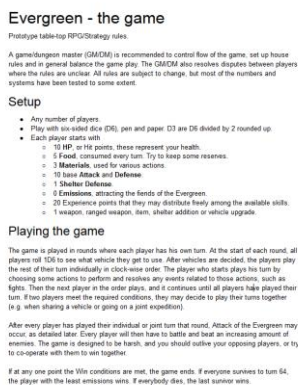 Evergreen - the game
Prototype table-top RPG/Strategy rules.
A game/dungeon master (GM/DM) is recommended to control flow of the game, set up house
rules and in general balance the game play. The GM/DM also resolves disputes between players
where the rules are unclear. All rules are subject to change, but most of the numbers and
systems have been tested to some extent.
Setup
● Any number of players.
● Play with six-sided dice (D6), pen and paper. D3 are D6 divided by 2 rounded up.
● Each player starts with
○ 10 HP, or Hit points, these represent your health.
○ 5 Food, consumed every turn. Try to keep some reserves.
○ 3 Materials, used for various actions.
○ 10 base Attack and Defense.
○ 1 Shelter Defense.
○ 0 Emissions, attracting the fiends of the Evergreen.
○ 20 Experience points that they may distribute freely among the available skills.
○ 1 weapon, ranged weapon, item, shelter addition or vehicle upgrade.
Playing the game
The game is played in rounds where each player has his own turn. At the start of each round, all
players roll 1D6 to see what vehicle they get to use. After vehicles are decided, the players play
the rest of their turn individually in clock-wise order. The player who starts plays his turn by
choosing some actions to perform and resolves any events related to those actions, such as
fights. Then the next player in the order plays, and it continues until all players have played their
turn. If two players meet the required conditions, they may decide to play their turns together
(e.g. when sharing a vehicle or going on a joint expedition).
After every player has played their individual or joint turn that round, Attack of the Evergreen may
occur, as detailed later. Every player will then have to battle and beat an increasing amount of
enemies. The game is designed to be harsh, and you should outlive your opposing players, or try
to co-operate with them to win together.
If at any one point the Win conditions are met, the game ends. If everyone survives to turn 64,
the player with the least emissions wins. If everybody dies, the last survivor wins.